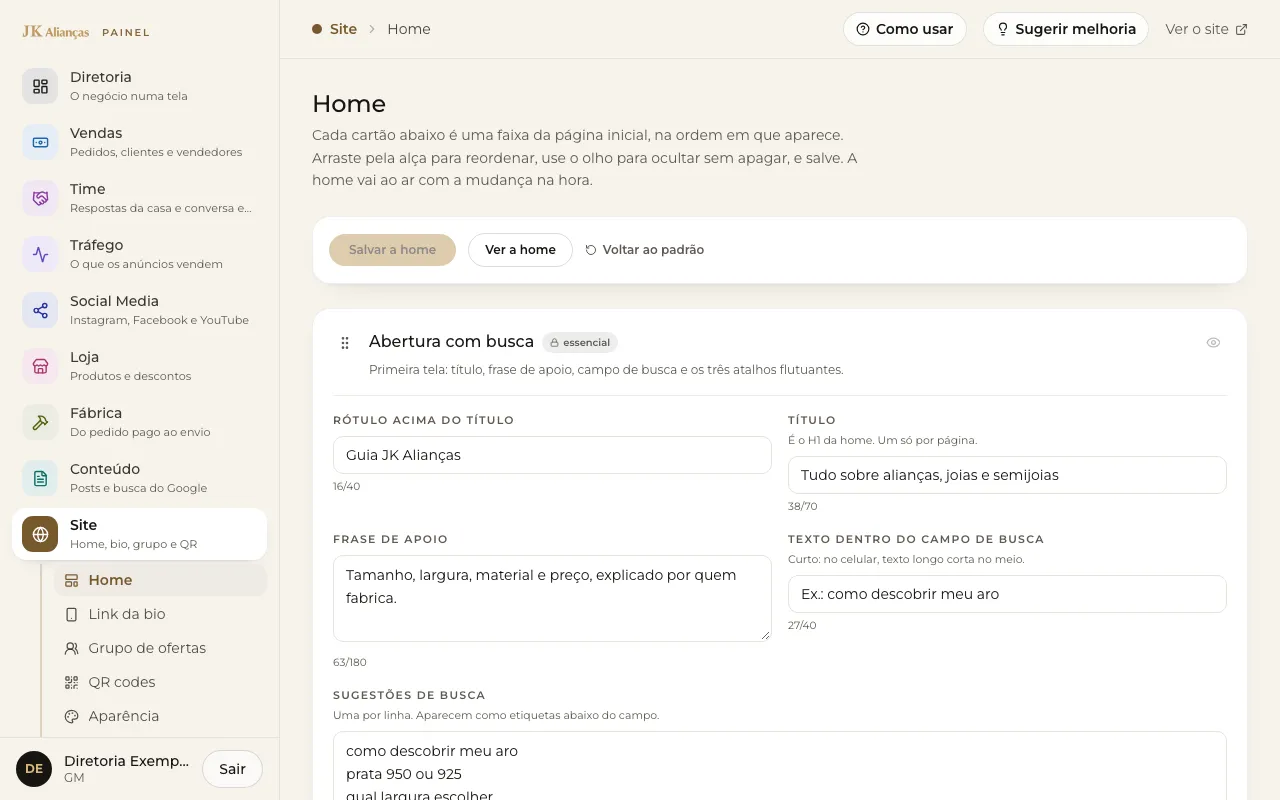 JK Alianças PAINEL
Diretoria
O negócio numa tela
Vendas
Pedidos, clientes e vendedores
Time
Respostas da casa e conversa e...
Tráfego
O que os anúncios vendem
Social Media
Instagram, Facebook e YouTube
Loja
Produtos e descontos
Fábrica
Do pedido pago ao envio
Conteúdo
Posts e busca do Google
Site
Home, bio, grupo e QR
Home
Link da bio
Grupo de ofertas
QR codes
Aparência
DE
Diretoria Exemp...
GM
Sair
Site
Home
Como usar
Sugerir melhoria
Ver o site
Home
Cada cartão abaixo é uma faixa da página inicial, na ordem em que aparece.
Arraste pela alça para reordenar, use o olho para ocultar sem apagar, e salve. A
home vai ao ar com a mudança na hora.
Salvar a home
Ver a home
Voltar ao padrão
Abertura com busca
essencial
Primeira tela: título, frase de apoio, campo de busca e os três atalhos flutuantes.
RÓTULO ACIMA DO TÍTULO
Guia JK Alianças
16/40
TÍTULO
É o H1 da home. Um só por página.
Tudo sobre alianças, joias e semijoias
38/70
FRASE DE APOIO
Tamanho, largura, material e preço, explicado por quem
fabrica.
63/180
TEXTO DENTRO DO CAMPO DE BUSCA
Curto: no celular, texto longo corta no meio.
Ex.: como descobrir meu aro
27/40
SUGESTÕES DE BUSCA
Uma por linha. Aparecem como etiquetas abaixo do campo.
como descobrir meu aro
prata 950 ou 925
qual largura escolher